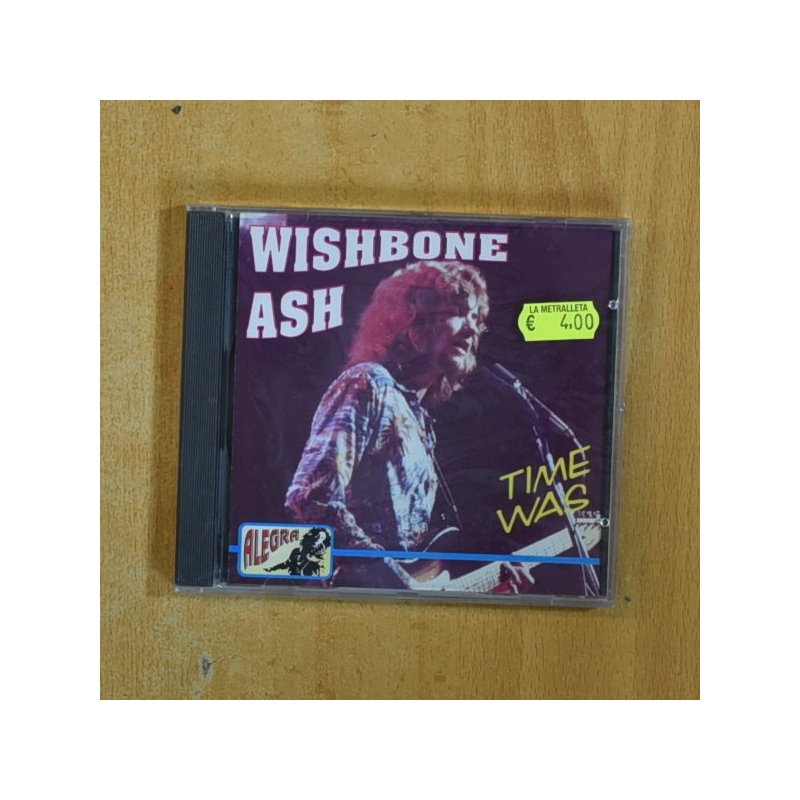 WISHBONE
ASH
LA METRALLETA
€ 4,00
TIME
WAS
ALEGRA